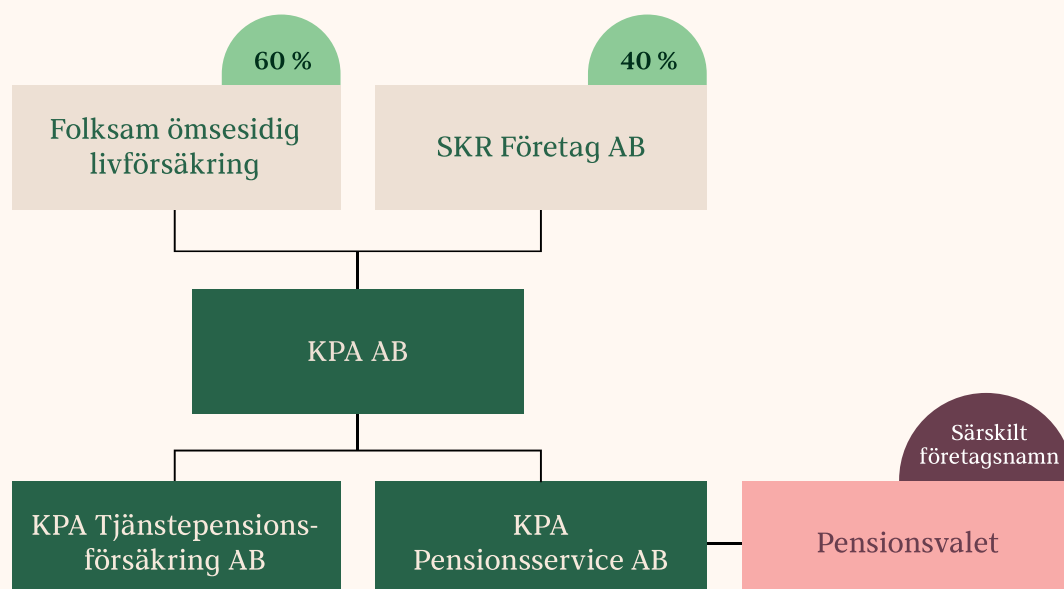 60 %
40 %
Folksam ömsesidig
livförsäkring
SKR Företag AB
KPA AB
Särskilt
företagsnamn
KPA Tjänstepensions-
försäkring AB
KPA
Pensionsservice AB
Pensionsvalet